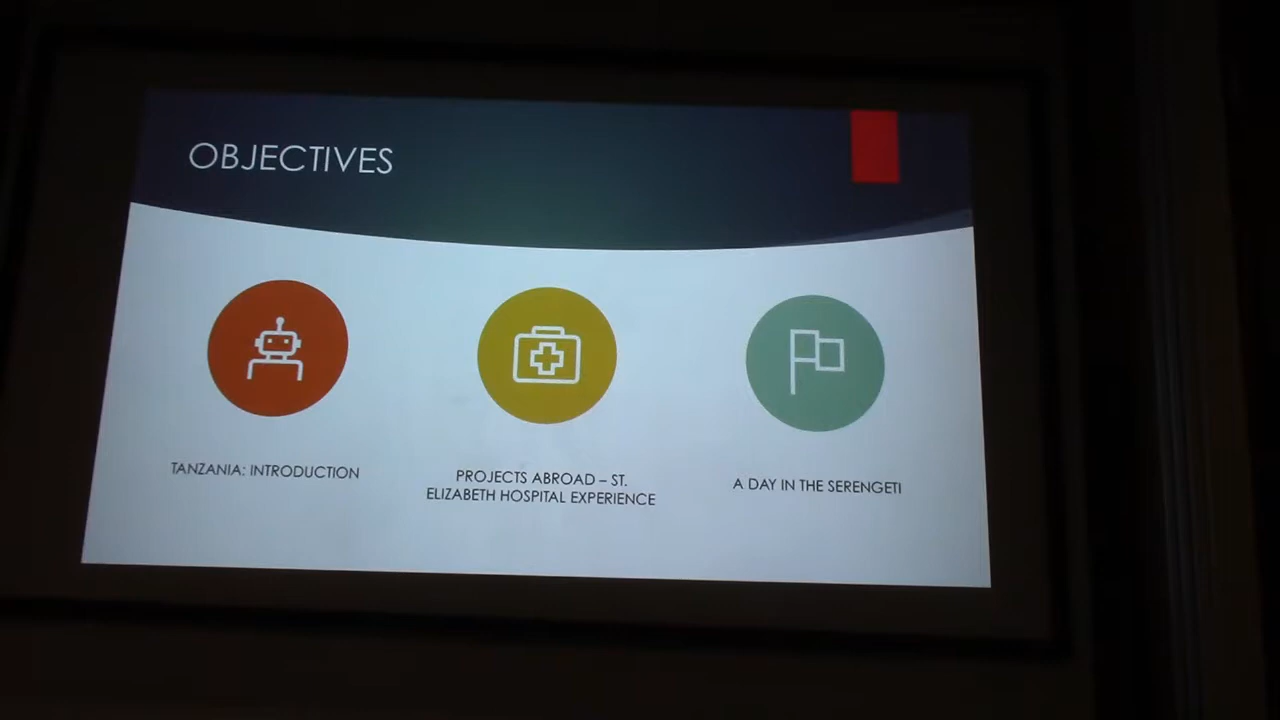 OBJECTIVES
TANZANIA: INTRODUCTION
PROJECTS ABROAD – ST.
ELIZABETH HOSPITAL EXPERIENCE
A DAY IN THE SERENGETI